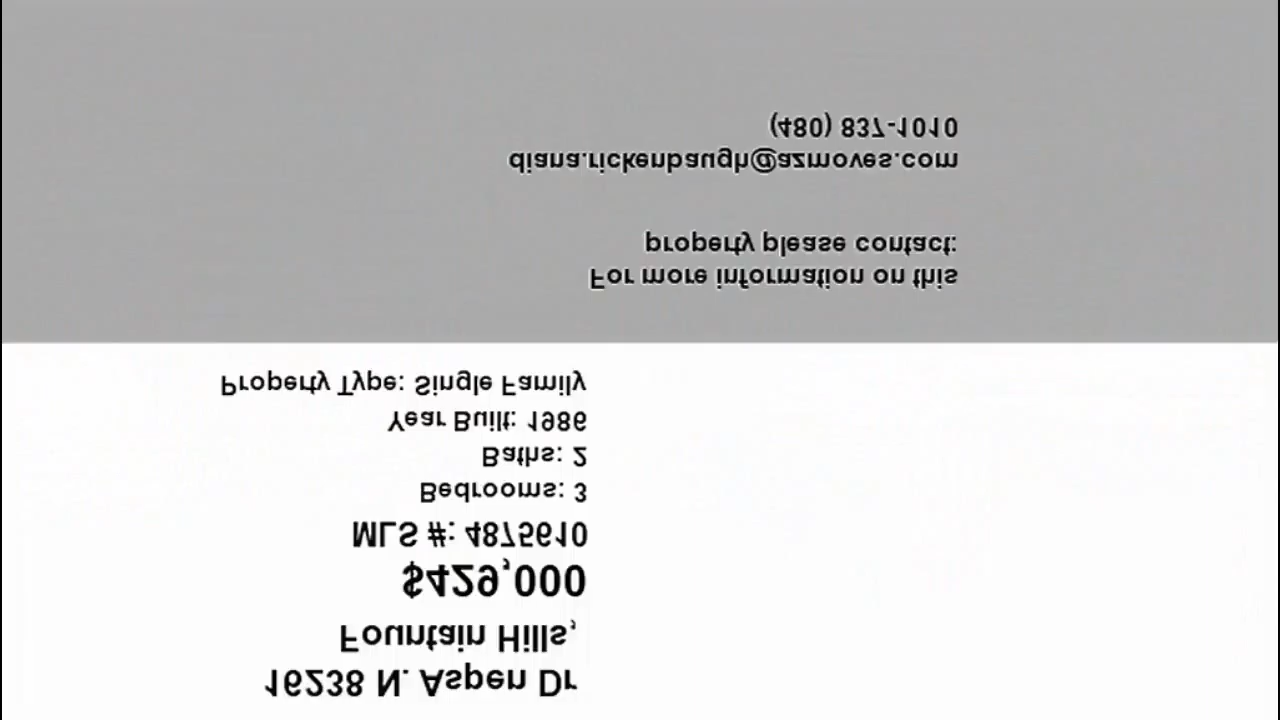 16238 N. Aspen Dr
Fountain Hills,
$429,000
MLS #: 4875610
Bedrooms: 3
Baths: 2
Year Built: 1986
Property Type: Single Family
For more information on this
property please contact:
diana.rickenbaugh@azmoves.com
(480) 837-1010